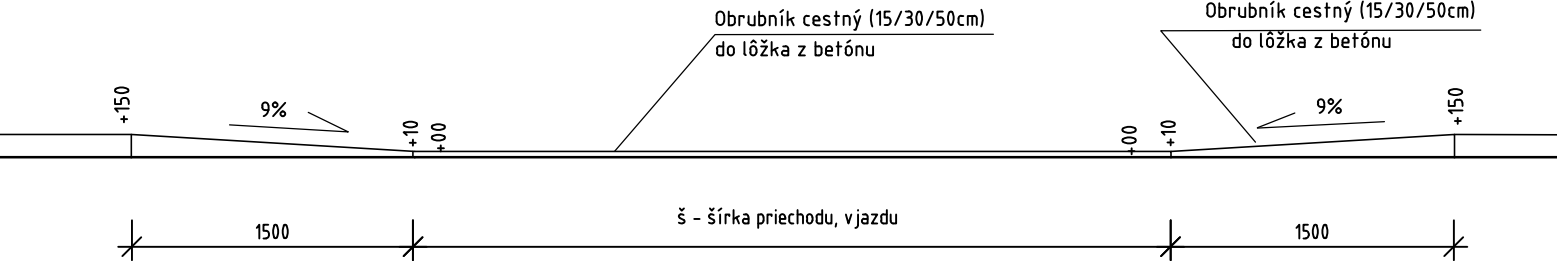 Obrubník cestný (15/30/50cm)
do lôžka z betónu
Obrubník cestný (15/30/50cm)
do lôžka z betónu
+150
9%
+10
+00
+00
+10
9%
+150
1500
š - šírka priechodu, vjazdu
1500